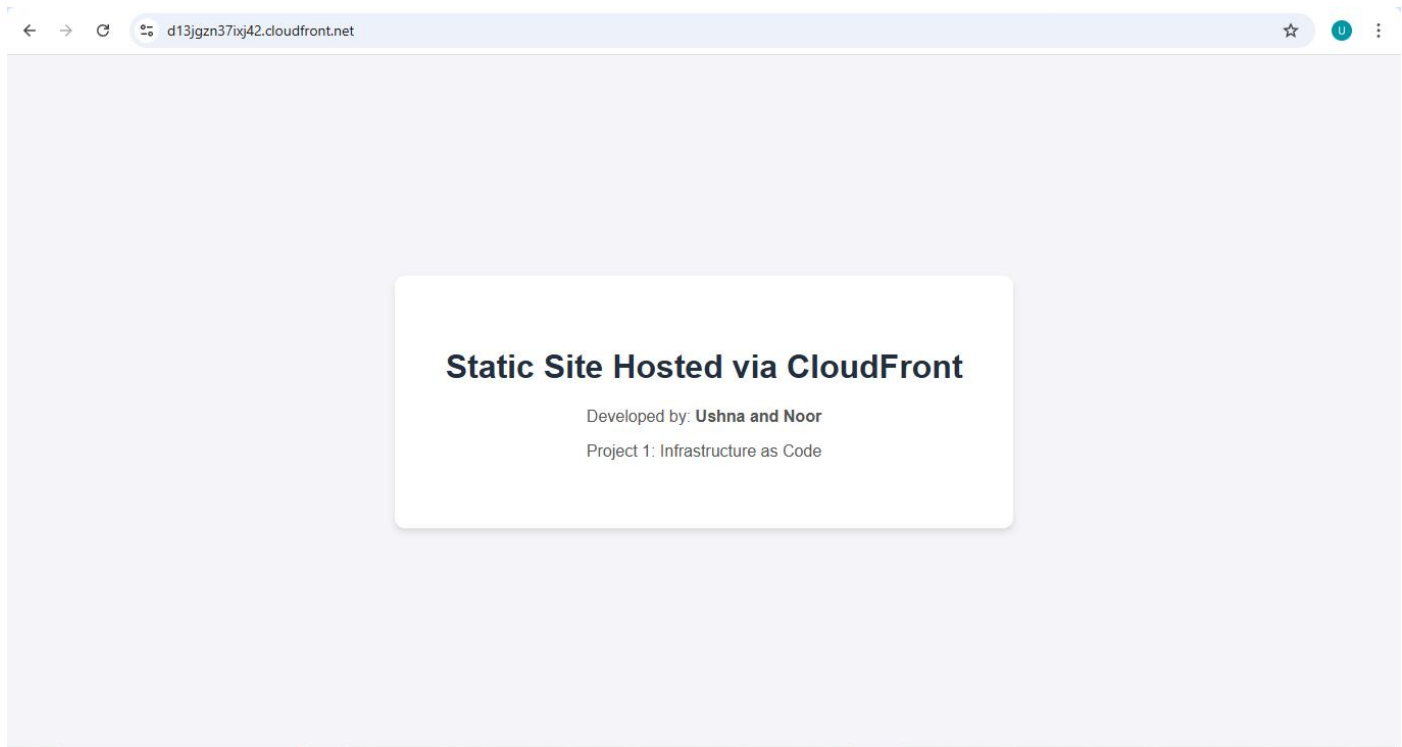 d13jgzn37ixj42.cloudfront.net
U
Static Site Hosted via CloudFront
Developed by: Ushna and Noor
Project 1: Infrastructure as Code